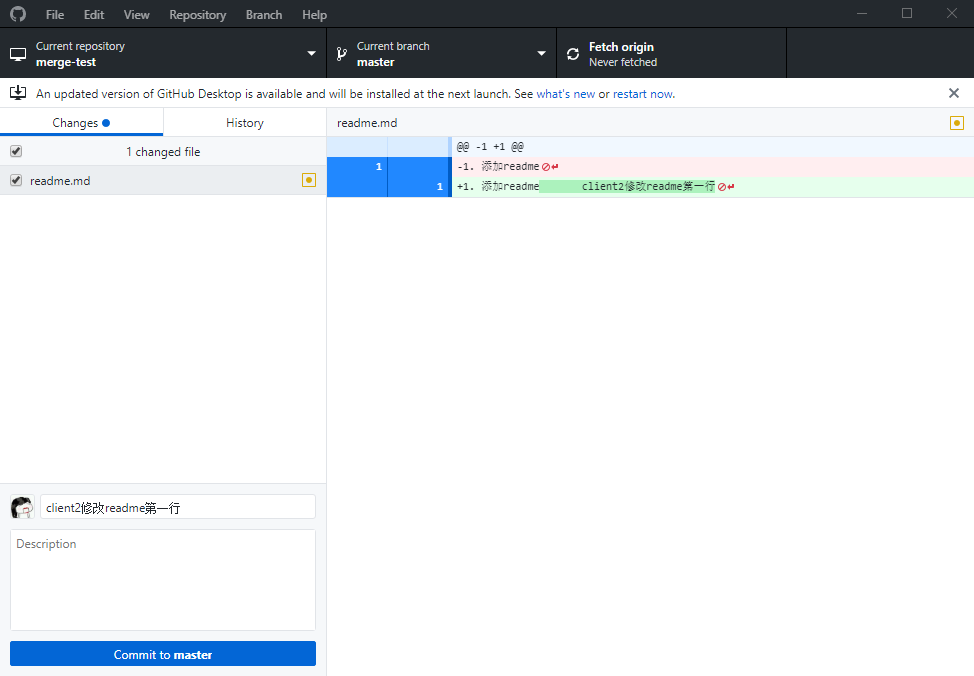 File Edit View Repository Branch Help
Current repository
merge-test
Current branch
master
Fetch origin
Never fetched
An updated version of GitHub Desktop is available and will be installed at the next launch. See what's new or restart now.
Changes
History
readme.md
1 changed file
readme.md
@@ -1 +1 @@
1 -1. 添加readme
1 +1. 添加readme client2修改readme第一行
client2修改readme第一行
Description
Commit to master